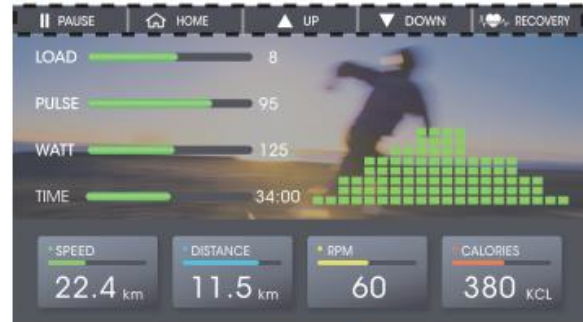 PAUSE HOME UP DOWN RECOVERY
LOAD 8
PULSE 95
WATT 125
TIME 34:00
SPEED DISTANCE RPM CALORIES
22.4 km 11.5 km 60 380 KCL